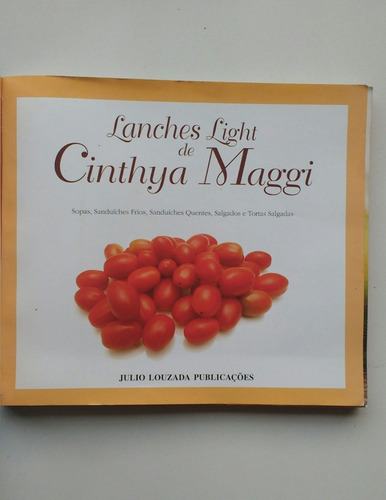 Lanches Light
de
Cinthya Maggi
Sopas, Sanduíches Frios, Sanduíches Quentes, Salgados e Tortas Salgadas
JULIO LOUZADA PUBLICAÇÕES